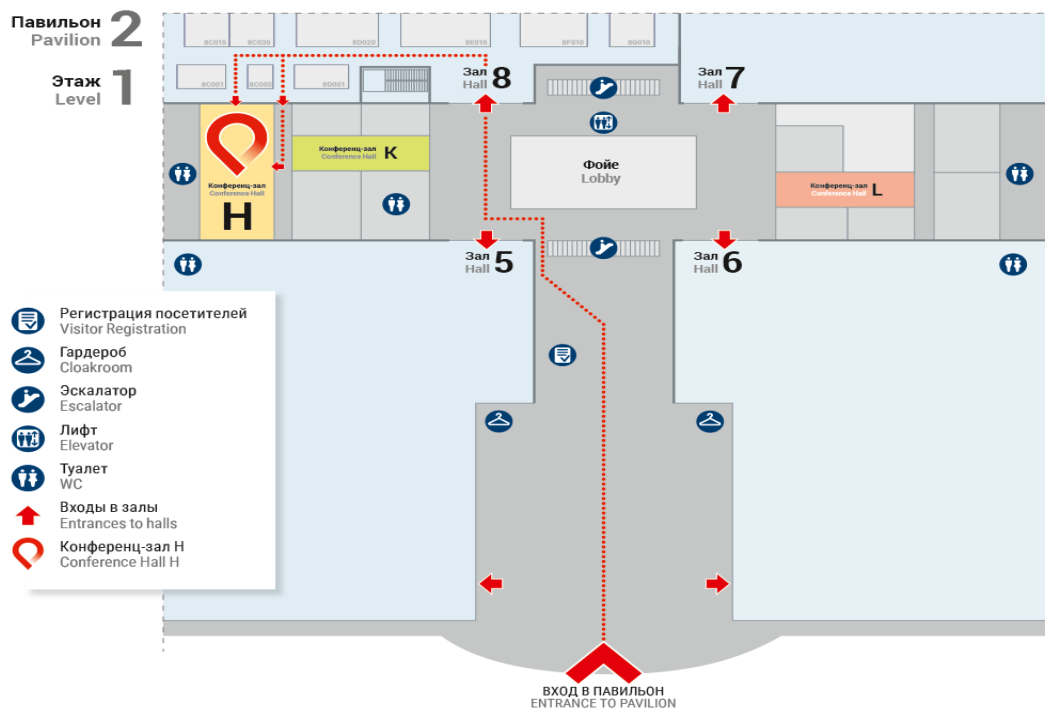 Павильон 2
Pavilion
Этаж 1
Level
8C015
8C020
8D020
8E010
8F010
8G010
8C001
8C005
8D001
Зал 8
Hall
Зал 7
Hall
Конференц-зал K
Conference Hall
Фойе
Lobby
Конференц-зал
Conference Hall
H
Конференц-зал L
Conference Hall
Зал 5
Hall
Зал 6
Hall
Регистрация посетителей
Visitor Registration
Гардероб
Cloakroom
Эскалатор
Escalator
Лифт
Elevator
Туалет
WC
Входы в залы
Entrances to halls
Конференц-зал H
Conference Hall H
ВХОД В ПАВИЛЬОН
ENTRANCE TO PAVILION